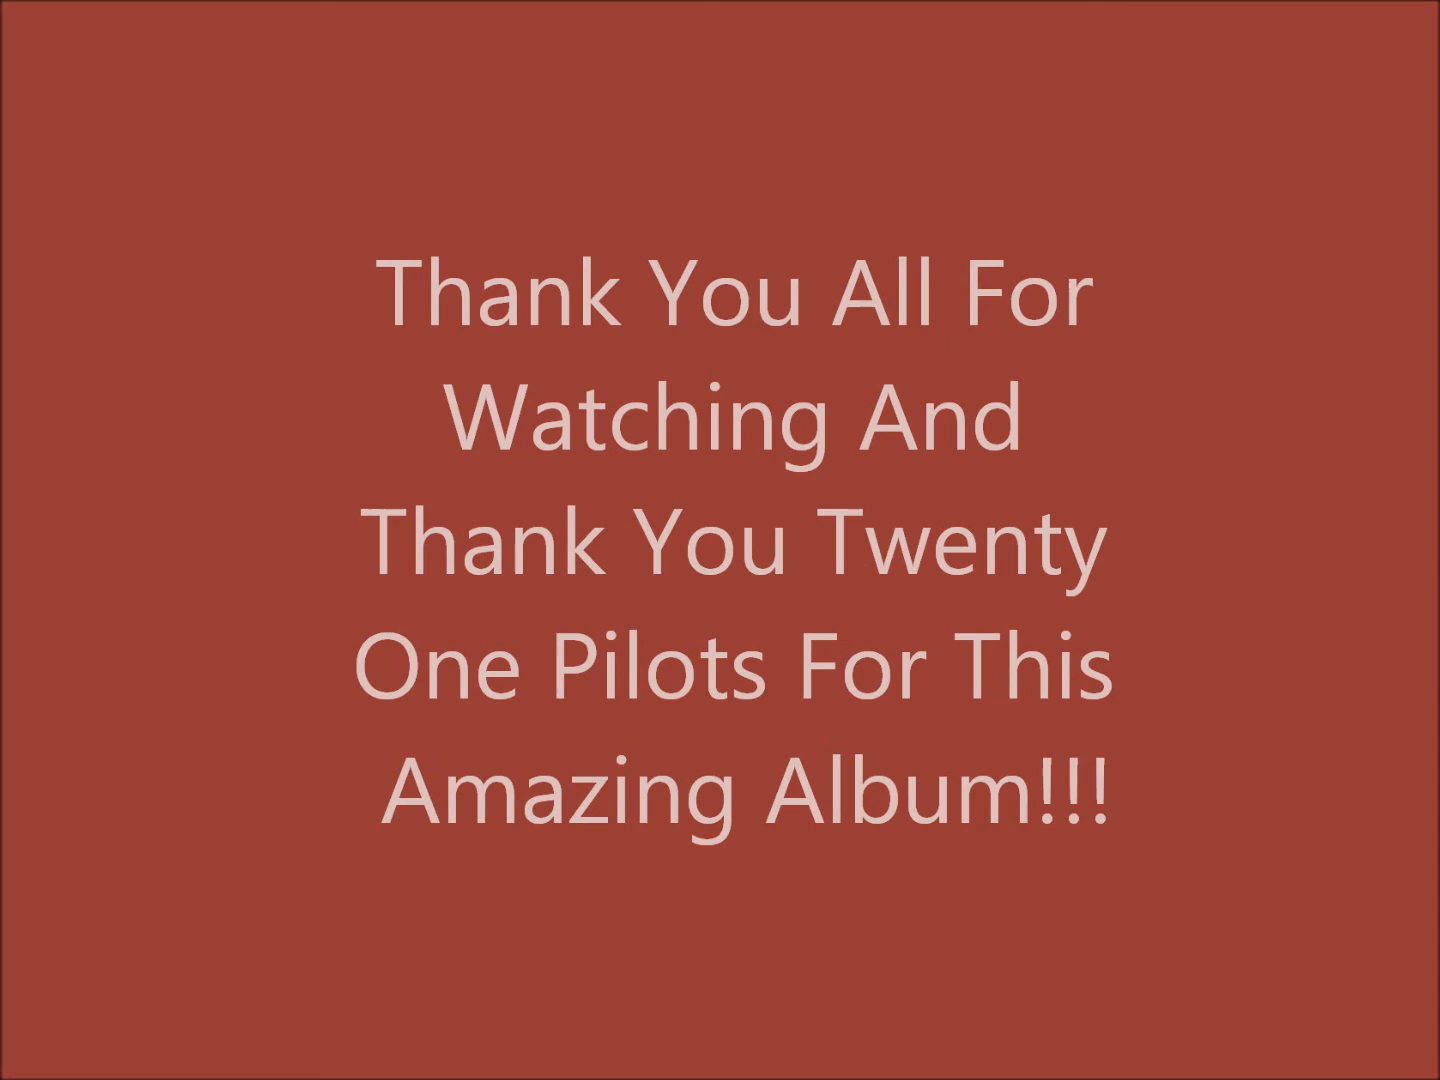 Thank You All For
Watching And
Thank You Twenty
One Pilots For This
Amazing Album!!!